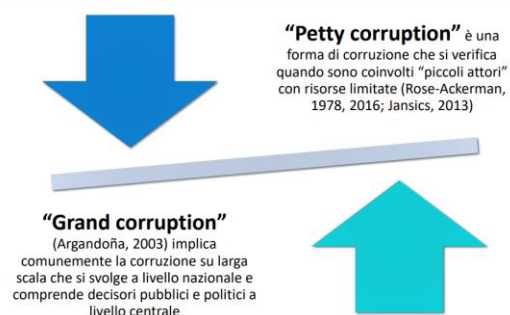 “Petty corruption” è una
forma di corruzione che si verifica
quando sono coinvolti “piccoli attori”
con risorse limitate (Rose-Ackerman,
1978, 2016; Jansics, 2013)
“Grand corruption”
(Argandoña, 2003) implica
comunemente la corruzione su larga
scala che si svolge a livello nazionale e
comprende decisori pubblici e politici a
livello centrale